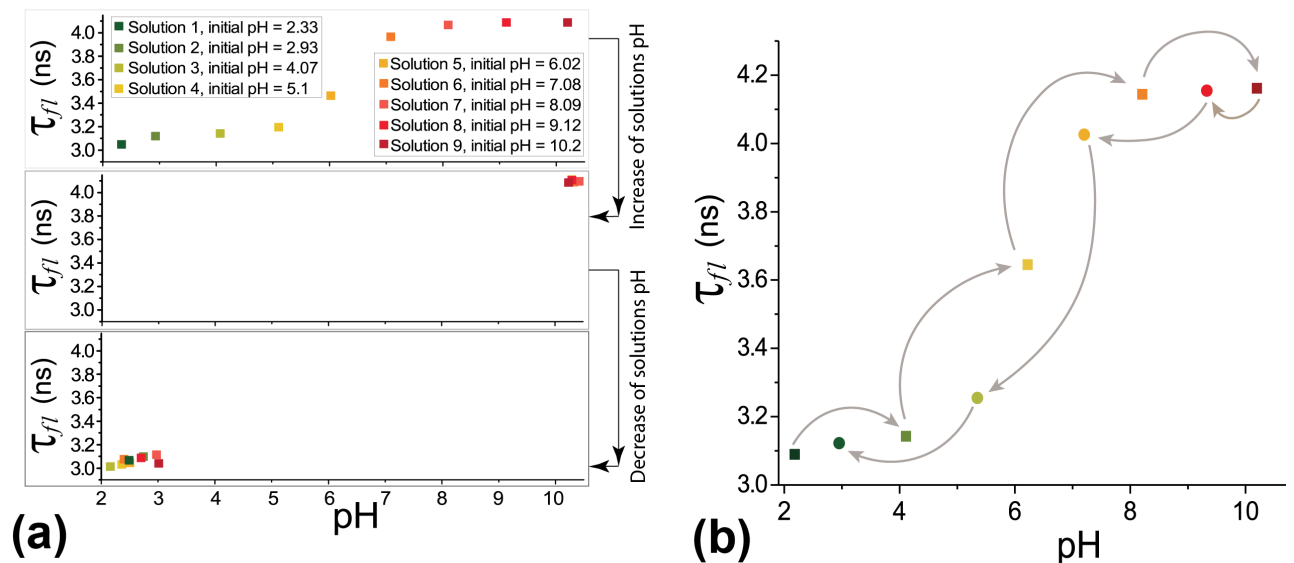 4.0
3.8
3.6
3.4
3.2
3.0
τfl (ns)
Solution 1, initial pH = 2.33
Solution 2, initial pH = 2.93
Solution 3, initial pH = 4.07
Solution 4, initial pH = 5.1
Solution 5, initial pH = 6.02
Solution 6, initial pH = 7.08
Solution 7, initial pH = 8.09
Solution 8, initial pH = 9.12
Solution 9, initial pH = 10.2
Increase of solutions pH
4.0
3.8
3.6
3.4
3.2
3.0
τfl (ns)
Decrease of solutions pH
4.0
3.8
3.6
3.4
3.2
3.0
τfl (ns)
2 3 4 5 6 7 8 9 10
pH
(a)
4.2
4.0
3.8
3.6
3.4
3.2
3.0
τfl (ns)
2 4 6 8 10
pH
(b)